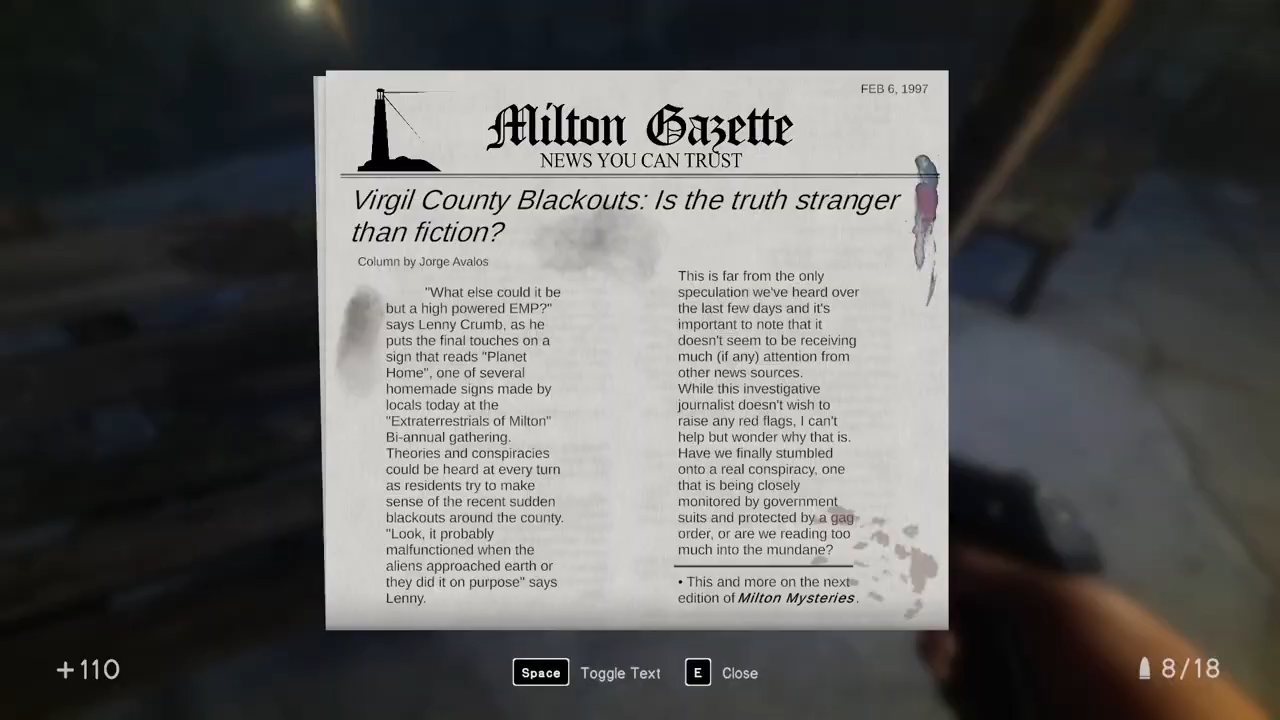 FEB 6, 1997
Milton Gazette
NEWS YOU CAN TRUST
Virgil County Blackouts: Is the truth stranger
than fiction?
Column by Jorge Avalos
"What else could it be
but a high powered EMP?"
says Lenny Crumb, as he
puts the final touches on a
sign that reads "Planet
Home", one of several
homemade signs made by
locals today at the
"Extraterrestrials of Milton"
Bi-annual gathering.
Theories and conspiracies
could be heard at every turn
as residents try to make
sense of the recent sudden
blackouts around the county.
"Look, it probably
malfunctioned when the
aliens approached earth or
they did it on purpose" says
Lenny.
This is far from the only
speculation we've heard over
the last few days and it's
important to note that it
doesn't seem to be receiving
much (if any) attention from
other news sources.
While this investigative
journalist doesn't wish to
raise any red flags, I can't
help but wonder why that is.
Have we finally stumbled
onto a real conspiracy, one
that is being closely
monitored by government
suits and protected by a gag
order, or are we reading too
much into the mundane?
• This and more on the next
edition of Milton Mysteries.
+110
Space Toggle Text E Close
8/18